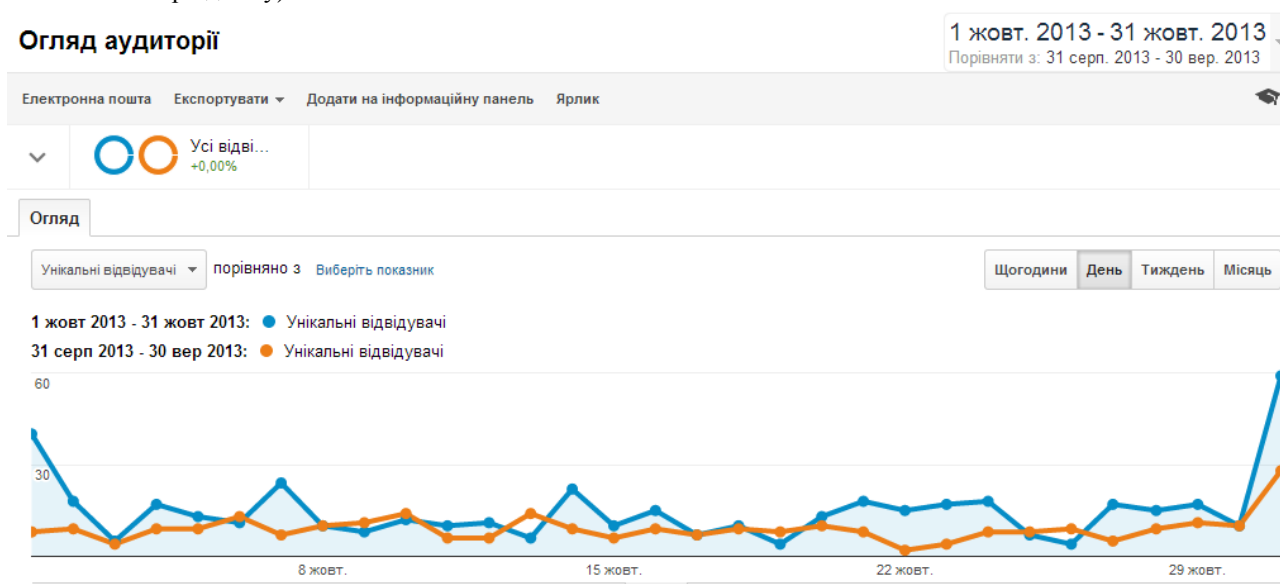 Огляд аудиторії
1 жовт. 2013 - 31 жовт. 2013
Порівняти з: 31 серп. 2013 - 30 вер. 2013
Електронна пошта Експортувати Додати на інформаційну панель Ярлик
Усі відві...
+0,00%
Огляд
Унікальні відвідувачі порівняно з Виберіть показник
Щогодини День Тиждень Місяць
1 жовт 2013 - 31 жовт 2013: Унікальні відвідувачі
31 серп 2013 - 30 вер 2013: Унікальні відвідувачі
60
30
8 жовт. 15 жовт. 22 жовт. 29 жовт.